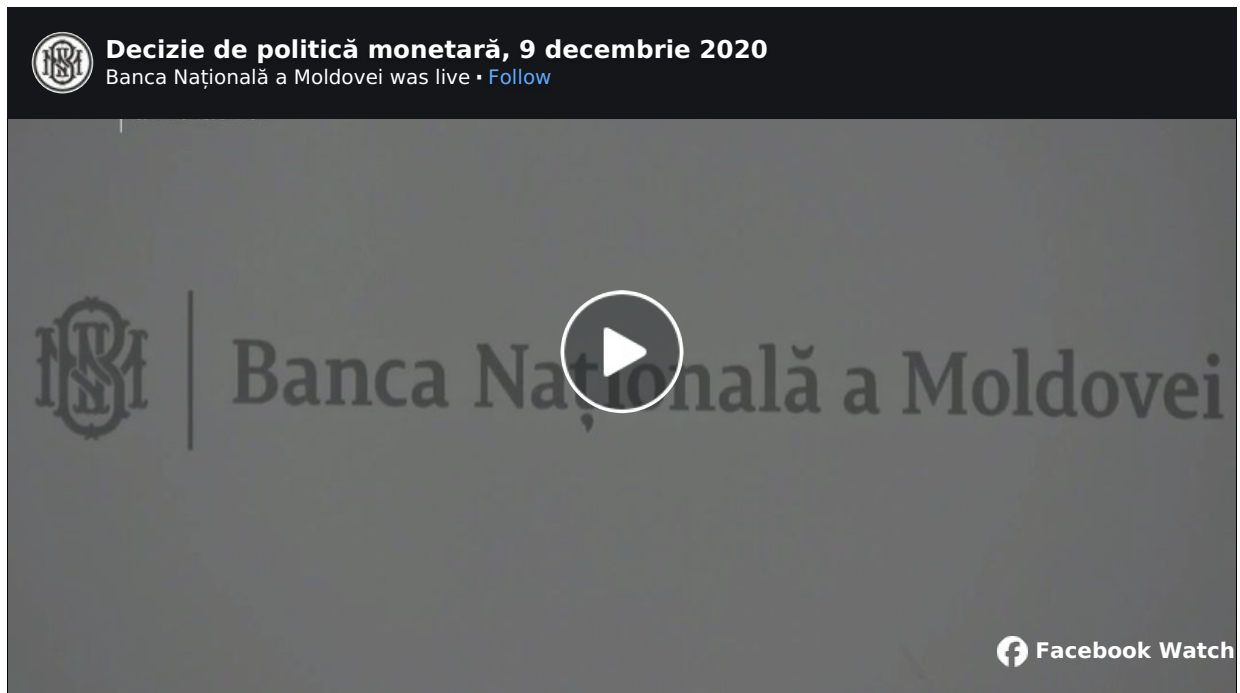 Decizie de politică monetară, 9 decembrie 2020
Banca Națională a Moldovei was live · Follow
Banca Națională a Moldovei
Facebook Watch